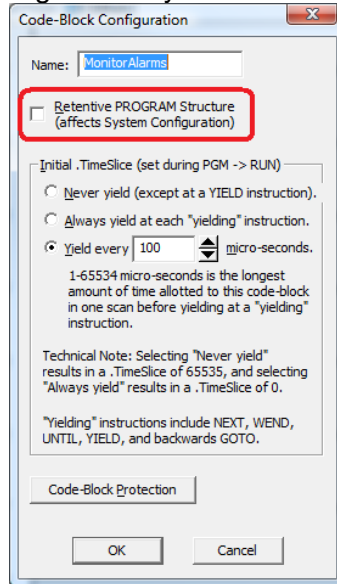 Code-Block Configuration
Name: MonitorAlarms
Retentive PROGRAM Structure
(affects System Configuration)
Initial .TimeSlice (set during PGM -> RUN)
Never yield (except at a YIELD instruction).
Always yield at each "yielding" instruction.
Yield every 100 micro-seconds.
1-65534 micro-seconds is the longest
amount of time allotted to this code-block
in one scan before yielding at a "yielding"
instruction.
Technical Note: Selecting "Never yield"
results in a .TimeSlice of 65535, and selecting
"Always yield" results in a .TimeSlice of 0.
"Yielding" instructions include NEXT, WEND,
UNTIL, YIELD, and backwards GOTO.
Code-Block Protection
OK Cancel